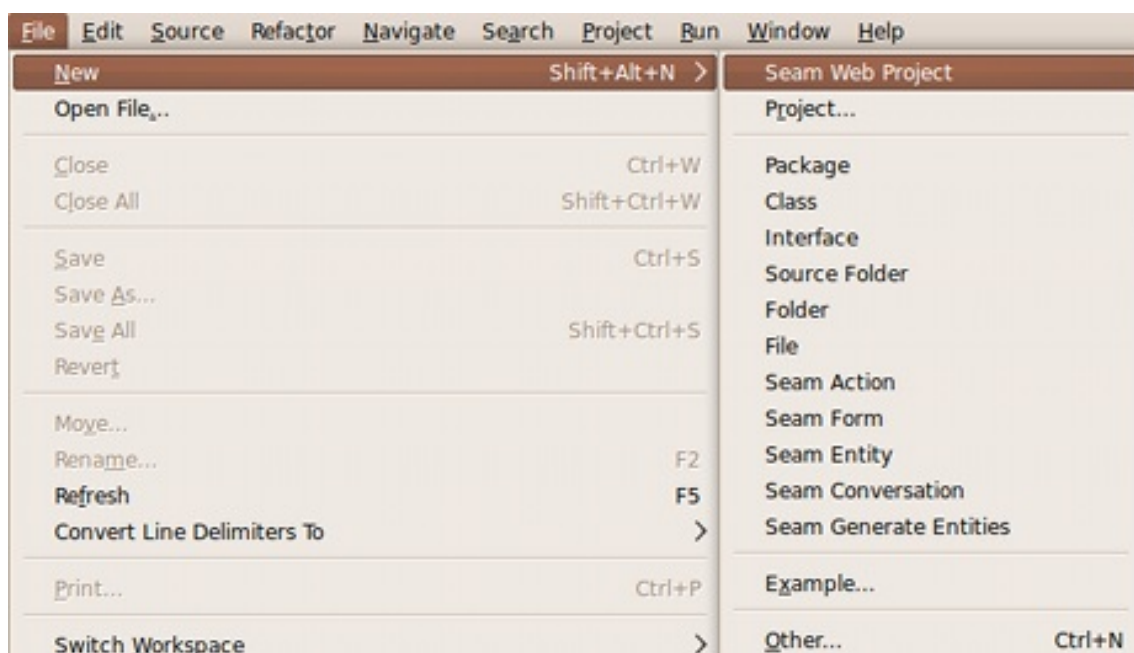 File Edit Source Refactor Navigate Search Project Run Window Help
New Shift+Alt+N >
Open File...
Close Ctrl+W
Close All Shift+Ctrl+W
Save Ctrl+S
Save As...
Save All Shift+Ctrl+S
Revert
Move...
Rename... F2
Refresh F5
Convert Line Delimiters To >
Print... Ctrl+P
Switch Workspace >
Seam Web Project
Project...
Package
Class
Interface
Source Folder
Folder
File
Seam Action
Seam Form
Seam Entity
Seam Conversation
Seam Generate Entities
Example...
Other... Ctrl+N